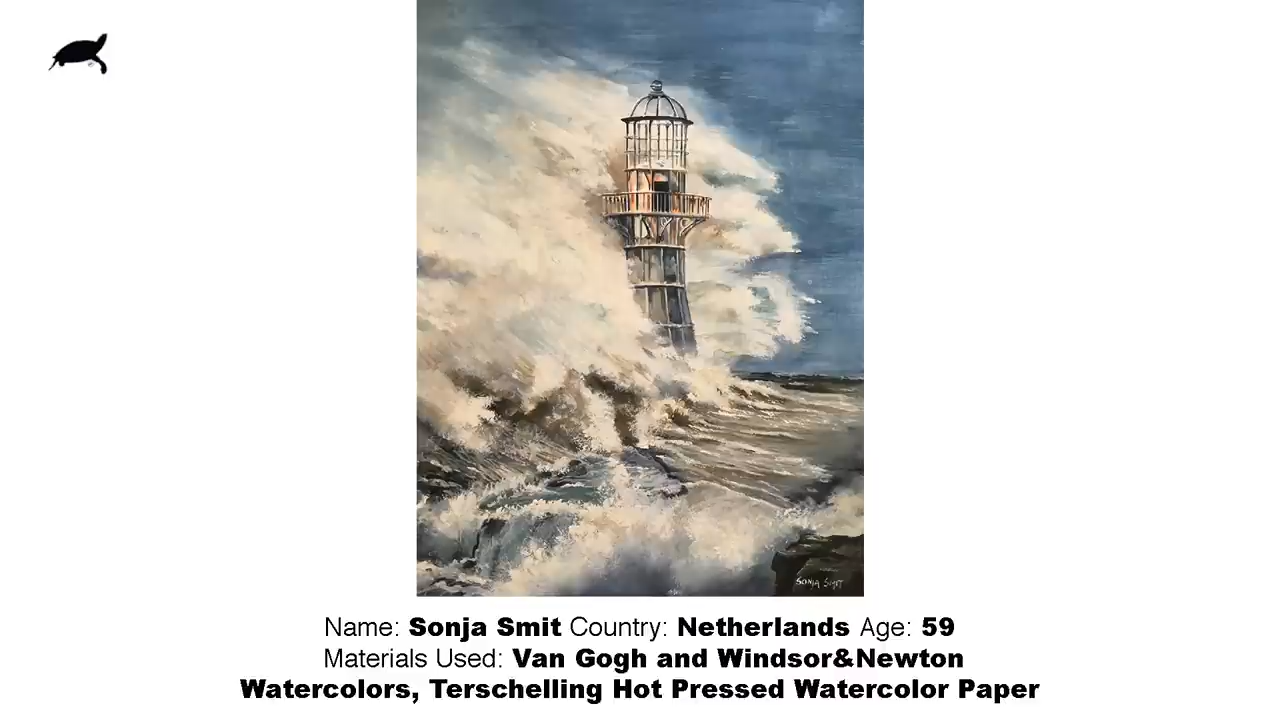 SONJA SMIT
Name: Sonja Smit Country: Netherlands Age: 59
Materials Used: Van Gogh and Windsor&Newton
Watercolors, Terschelling Hot Pressed Watercolor Paper